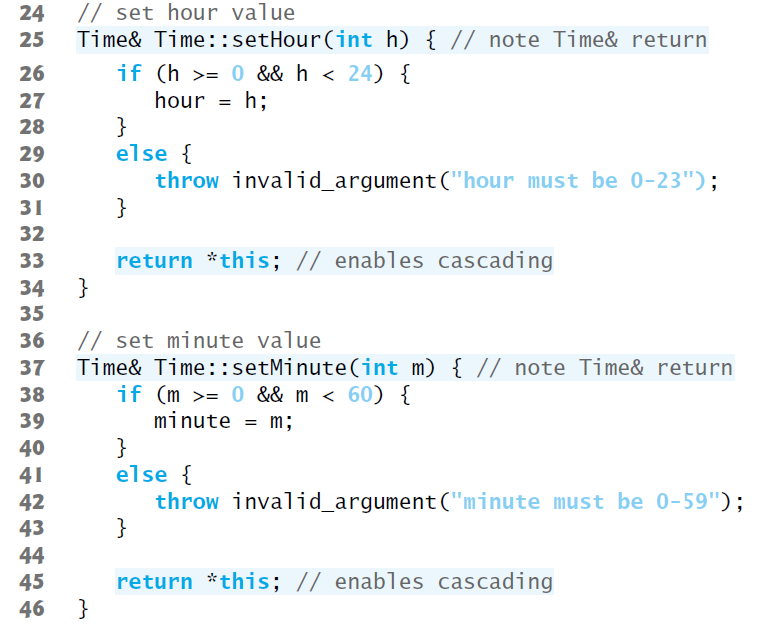 24 // set hour value
25 Time& Time::setHour(int h) { // note Time& return
26 if (h >= 0 && h < 24) {
27 hour = h;
28 }
29 else {
30 throw invalid_argument("hour must be 0-23");
31 }
32
33 return *this; // enables cascading
34 }
35
36 // set minute value
37 Time& Time::setMinute(int m) { // note Time& return
38 if (m >= 0 && m < 60) {
39 minute = m;
40 }
41 else {
42 throw invalid_argument("minute must be 0-59");
43 }
44
45 return *this; // enables cascading
46 }